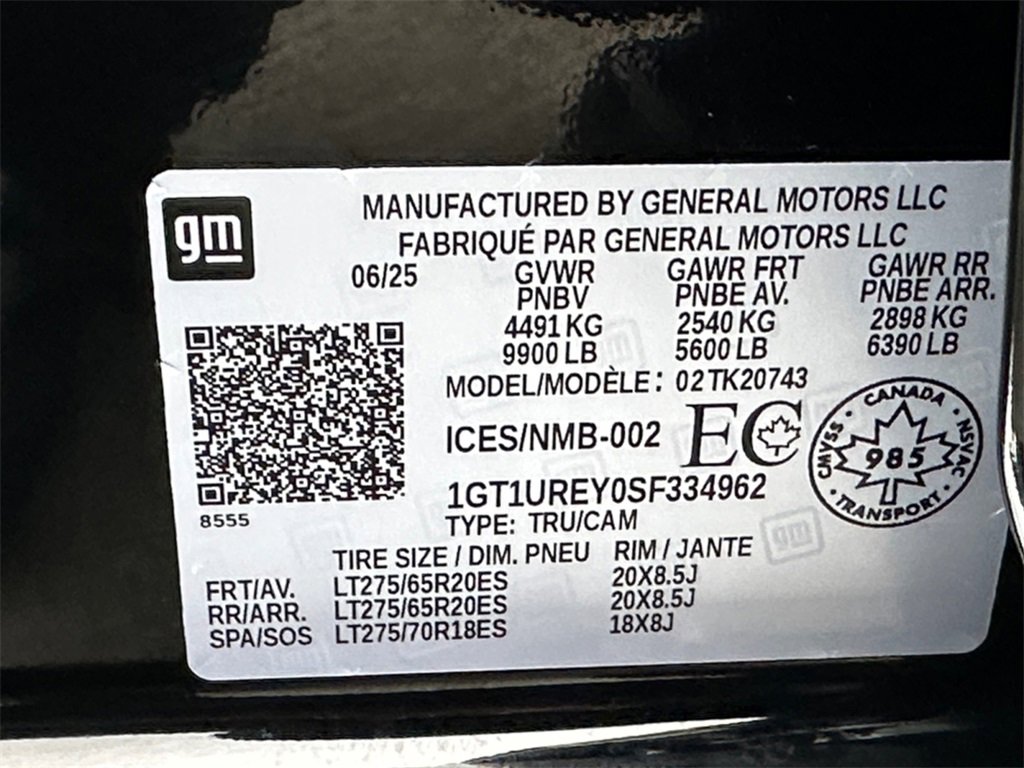 gm
MANUFACTURED BY GENERAL MOTORS LLC
FABRIQUÉ PAR GENERAL MOTORS LLC
06/25 GVWR GAWR FRT GAWR RR
PNBV PNBE AV. PNBE ARR.
4491 KG 2540 KG 2898 KG
9900 LB 5600 LB 6390 LB
MODEL/MODÈLE: 02TK20743
ICES/NMB-002 EC
CANADA
CMVSS 985 NSVAC
TRANSPORT
1GT1UREY0SF334962
8555
TYPE: TRU/CAM
TIRE SIZE / DIM. PNEU RIM / JANTE
FRT/AV. LT275/65R20ES 20X8.5J
RR/ARR. LT275/65R20ES 20X8.5J
SPA/SOS LT275/70R18ES 18X8J